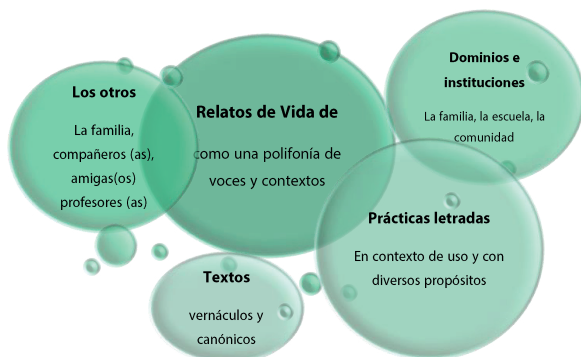 Los otros
La familia,
compañeros (as),
amigas(os)
profesores (as)
Relatos de Vida de
como una polifonía de
voces y contextos
Dominios e
instituciones
La familia, la escuela, la
comunidad
Prácticas letradas
En contexto de uso y con
diversos propósitos
Textos
vernáculos y
canónicos